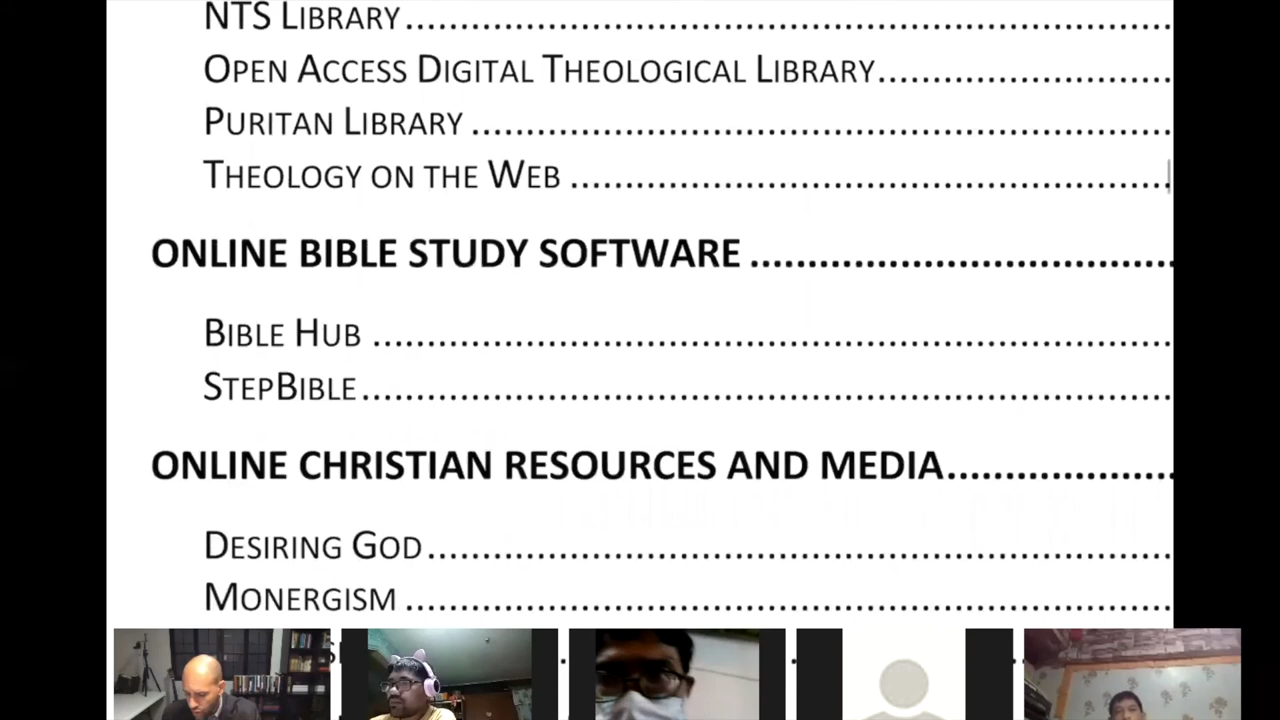 NTS LIBRARY
OPEN ACCESS DIGITAL THEOLOGICAL LIBRARY
PURITAN LIBRARY
THEOLOGY ON THE WEB
ONLINE BIBLE STUDY SOFTWARE
BIBLE HUB
STEPBIBLE
ONLINE CHRISTIAN RESOURCES AND MEDIA
DESIRING GOD
MONERGISM